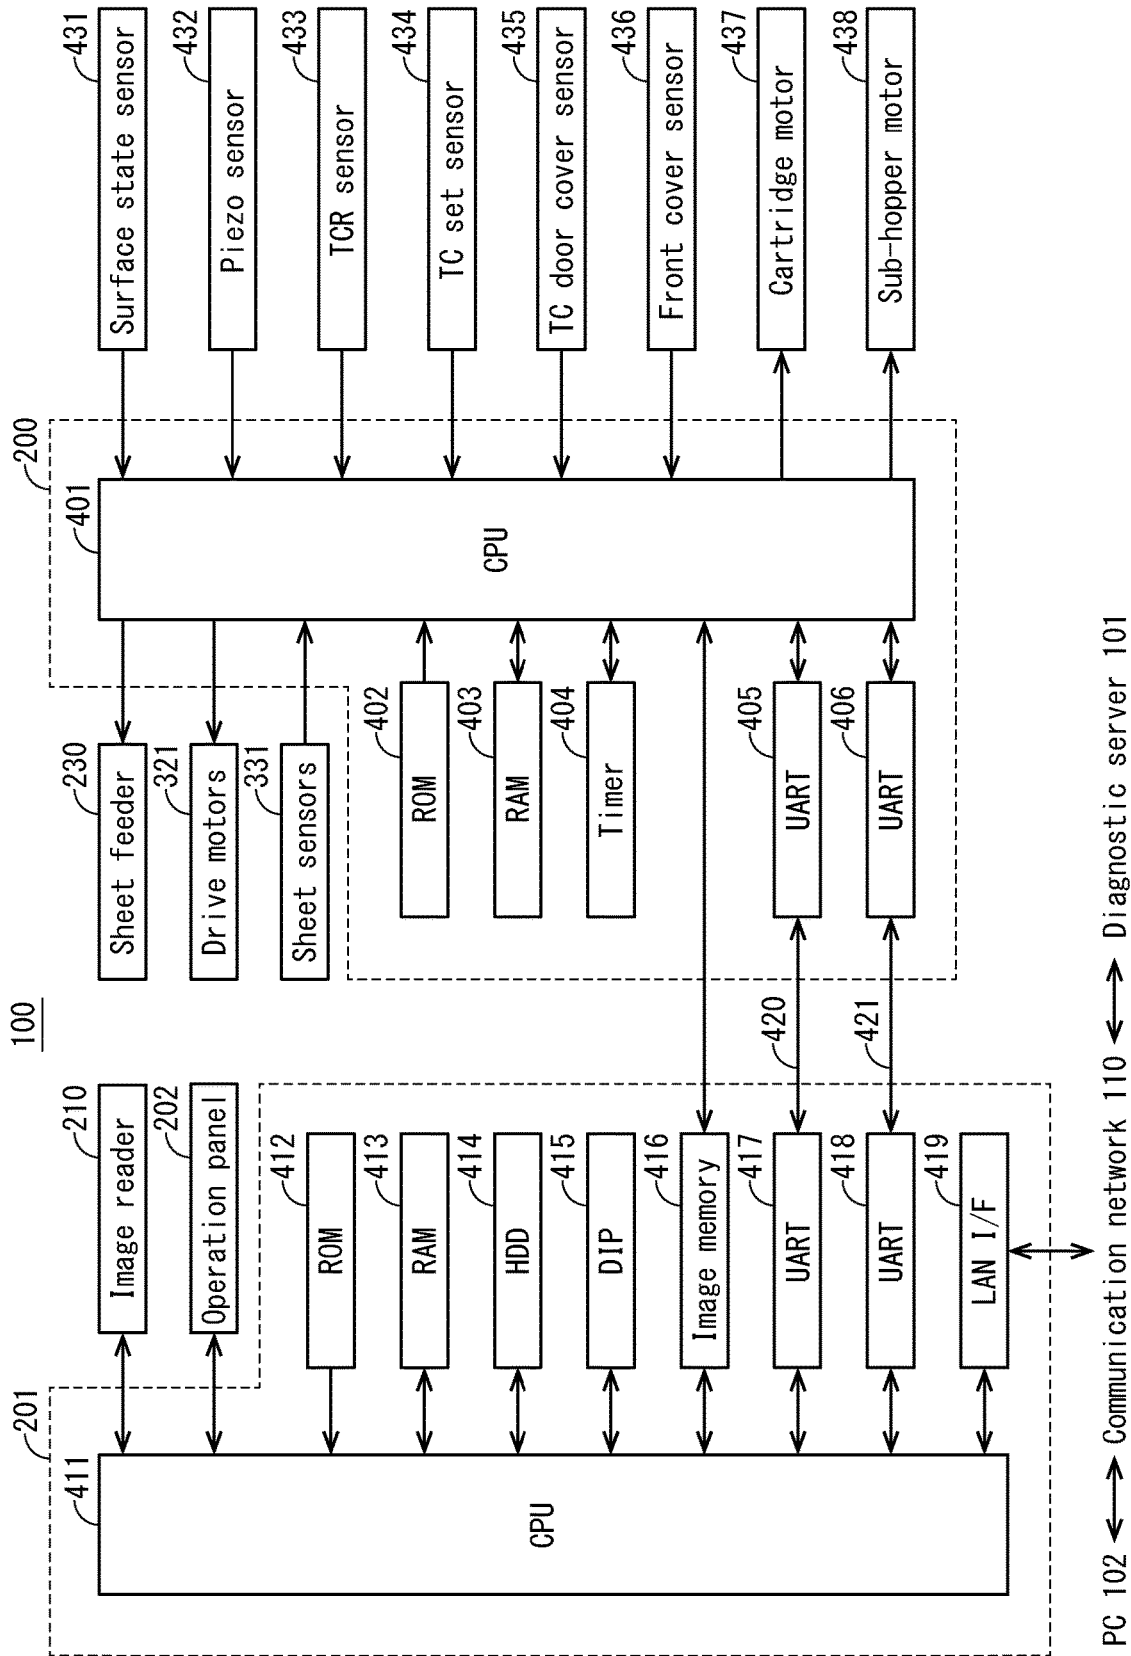 100
201
411
CPU
210
Image reader
202
Operation panel
412
ROM
413
RAM
414
HDD
415
DIP
416
Image memory
417
UART
418
UART
419
LAN I/F
420
421
230
Sheet feeder
321
Drive motors
331
Sheet sensors
200
401
CPU
402
ROM
403
RAM
404
Timer
405
UART
406
UART
431
Surface state sensor
432
Piezo sensor
433
TCR sensor
434
TC set sensor
435
TC door cover sensor
436
Front cover sensor
437
Cartridge motor
438
Sub-hopper motor
PC 102 ↔ Communication network 110 ↔ Diagnostic server 101